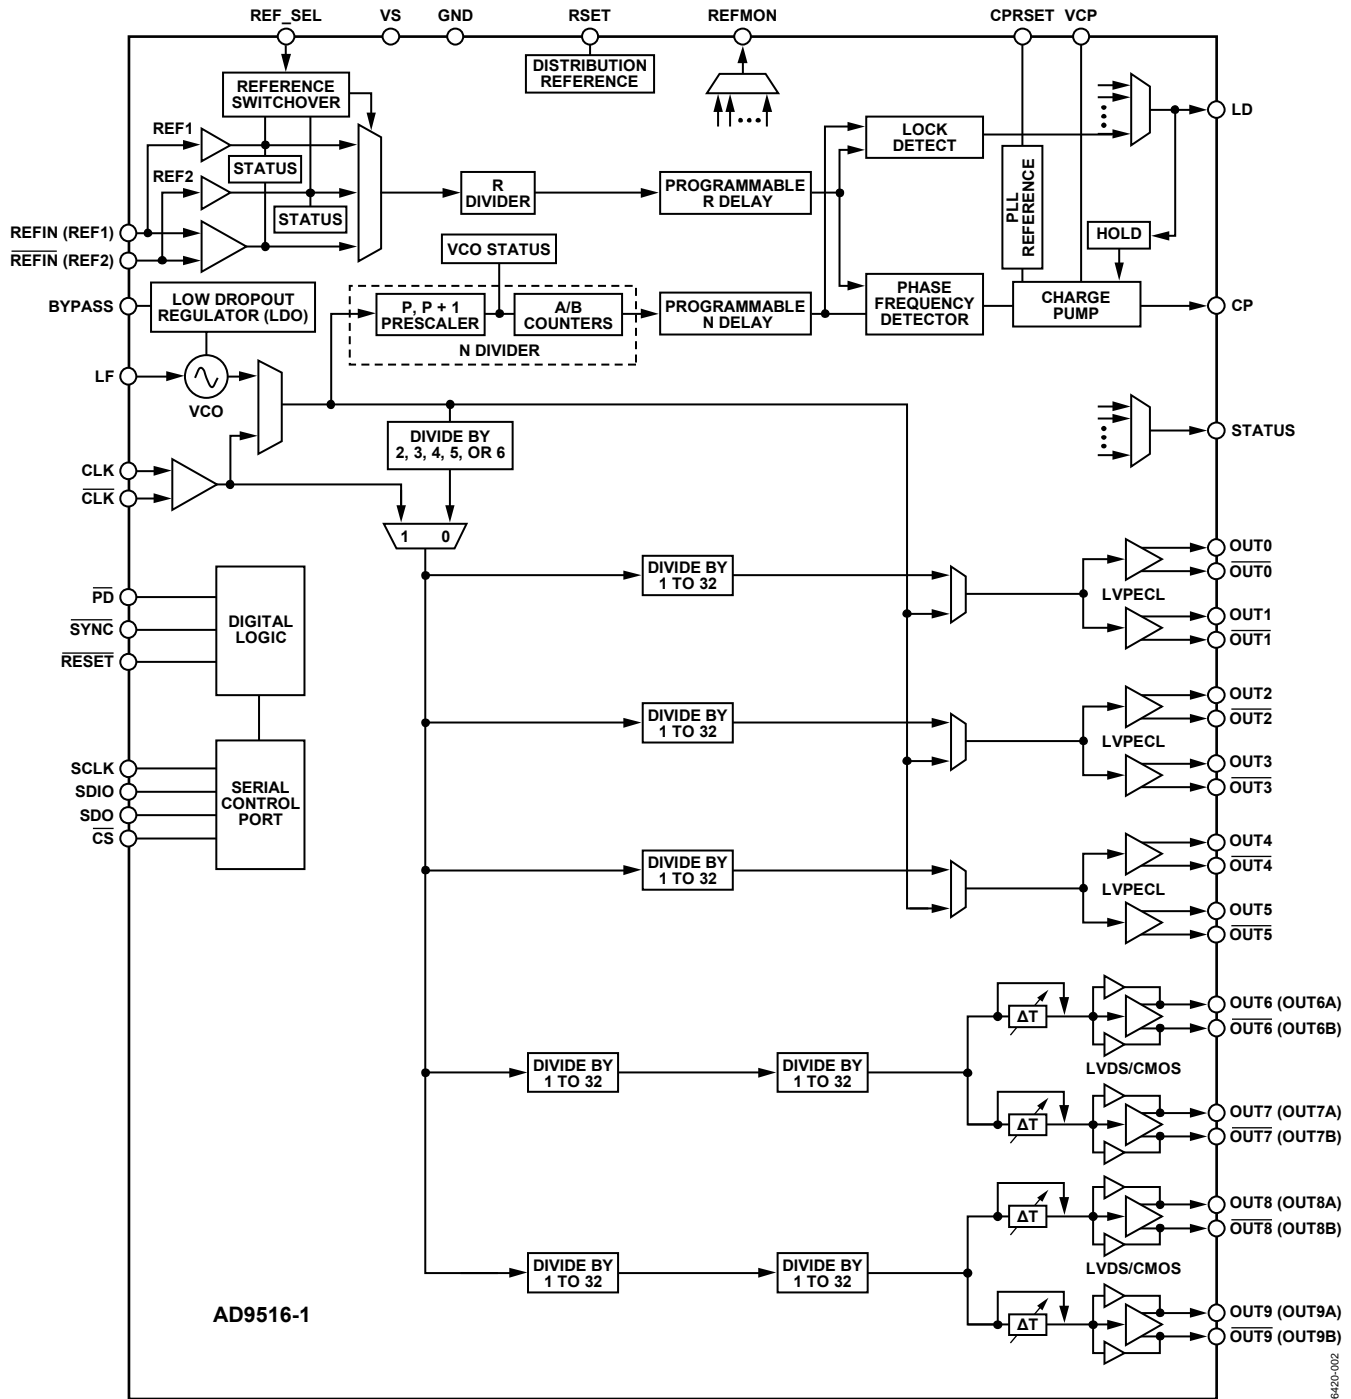 REF_SEL
VS
GND
RSET
REFMON
CPRSET
VCP
DISTRIBUTION
REFERENCE
REFERENCE
SWITCHOVER
REF1
STATUS
REF2
STATUS
R
DIVIDER
PROGRAMMABLE
R DELAY
LOCK
DETECT
PLL
REFERENCE
HOLD
LD
REFIN (REF1)
REFIN (REF2)
VCO STATUS
BYPASS
LOW DROPOUT
REGULATOR (LDO)
P, P + 1
PRESCALER
A/B
COUNTERS
N DIVIDER
PROGRAMMABLE
N DELAY
PHASE
FREQUENCY
DETECTOR
CHARGE
PUMP
CP
LF
VCO
STATUS
DIVIDE BY
2, 3, 4, 5, OR 6
CLK
CLK
1 0
PD
SYNC
RESET
DIGITAL
LOGIC
SCLK
SDIO
SDO
CS
SERIAL
CONTROL
PORT
DIVIDE BY
1 TO 32
LVPECL
OUT0
OUT0
OUT1
OUT1
DIVIDE BY
1 TO 32
LVPECL
OUT2
OUT2
OUT3
OUT3
DIVIDE BY
1 TO 32
LVPECL
OUT4
OUT4
OUT5
OUT5
DIVIDE BY
1 TO 32
DIVIDE BY
1 TO 32
ΔT
ΔT
LVDS/CMOS
OUT6 (OUT6A)
OUT6 (OUT6B)
OUT7 (OUT7A)
OUT7 (OUT7B)
DIVIDE BY
1 TO 32
DIVIDE BY
1 TO 32
ΔT
ΔT
LVDS/CMOS
OUT8 (OUT8A)
OUT8 (OUT8B)
OUT9 (OUT9A)
OUT9 (OUT9B)
AD9516-1
6420-002